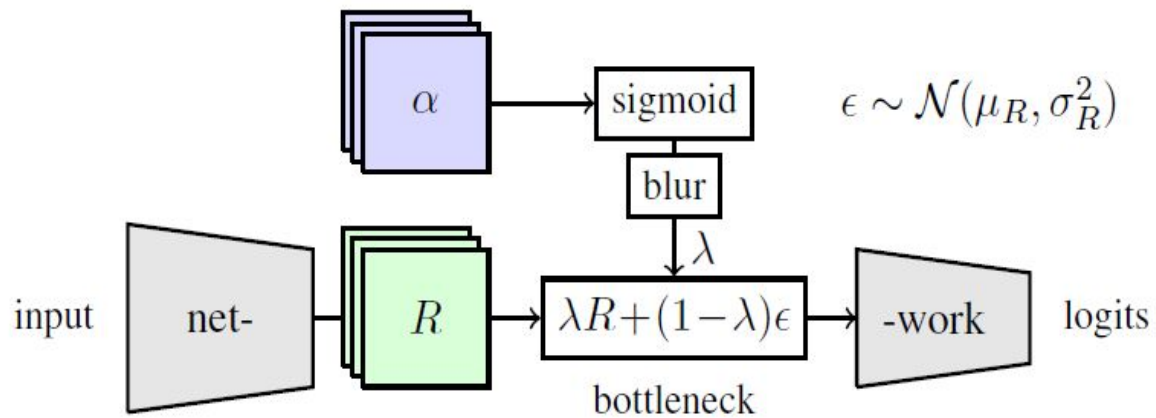 α
sigmoid
ϵ ∼ 𝒩(μ_R, σ_R^2)
blur
λ
input
net-
R
λR+(1−λ)ϵ
-work
logits
bottleneck